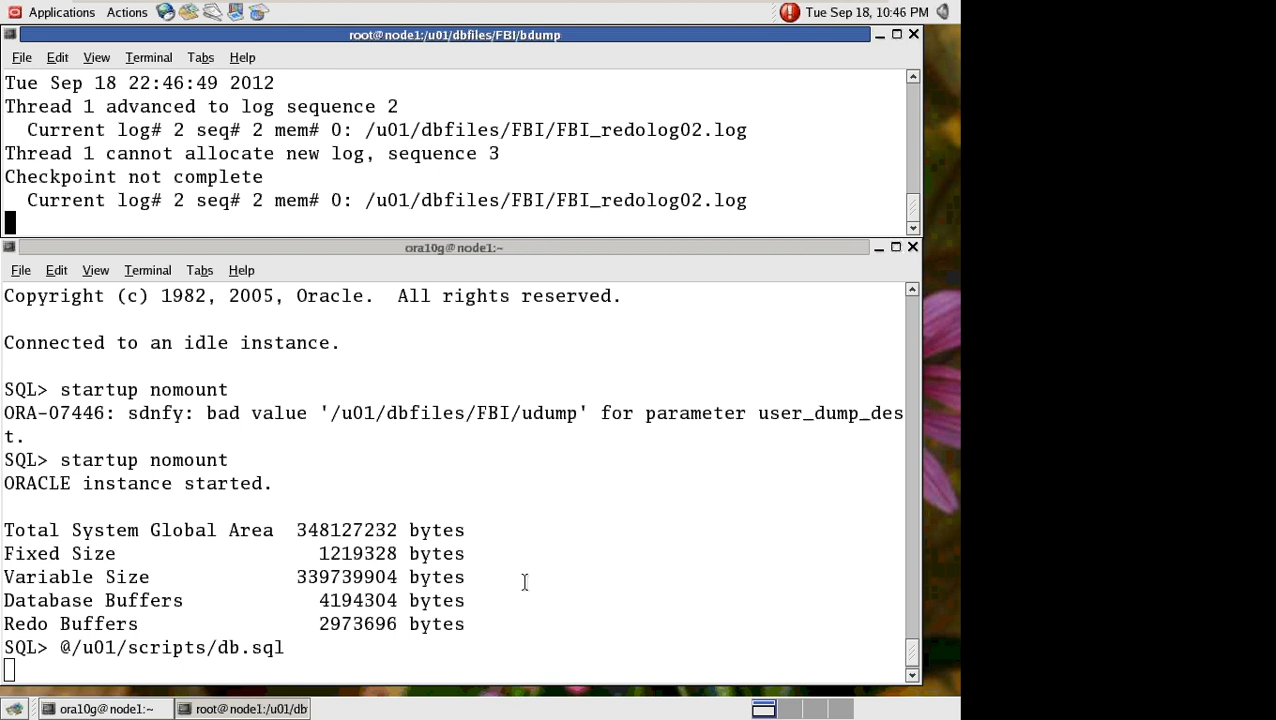 Applications Actions Tue Sep 18, 10:46 PM
root@node1:/u01/dbfiles/FBI/bdump
File Edit View Terminal Tabs Help
Tue Sep 18 22:46:49 2012
Thread 1 advanced to log sequence 2
  Current log# 2 seq# 2 mem# 0: /u01/dbfiles/FBI/FBI_redolog02.log
Thread 1 cannot allocate new log, sequence 3
Checkpoint not complete
  Current log# 2 seq# 2 mem# 0: /u01/dbfiles/FBI/FBI_redolog02.log
ora10g@node1:~
File Edit View Terminal Tabs Help
Copyright (c) 1982, 2005, Oracle.  All rights reserved.
Connected to an idle instance.
SQL> startup nomount
ORA-07446: sdnfy: bad value '/u01/dbfiles/FBI/udump' for parameter user_dump_des
t.
SQL> startup nomount
ORACLE instance started.
Total System Global Area  348127232 bytes
Fixed Size                  1219328 bytes
Variable Size             339739904 bytes
Database Buffers            4194304 bytes
Redo Buffers                2973696 bytes
SQL> @/u01/scripts/db.sql
ora10g@node1:~ root@node1:/u01/db